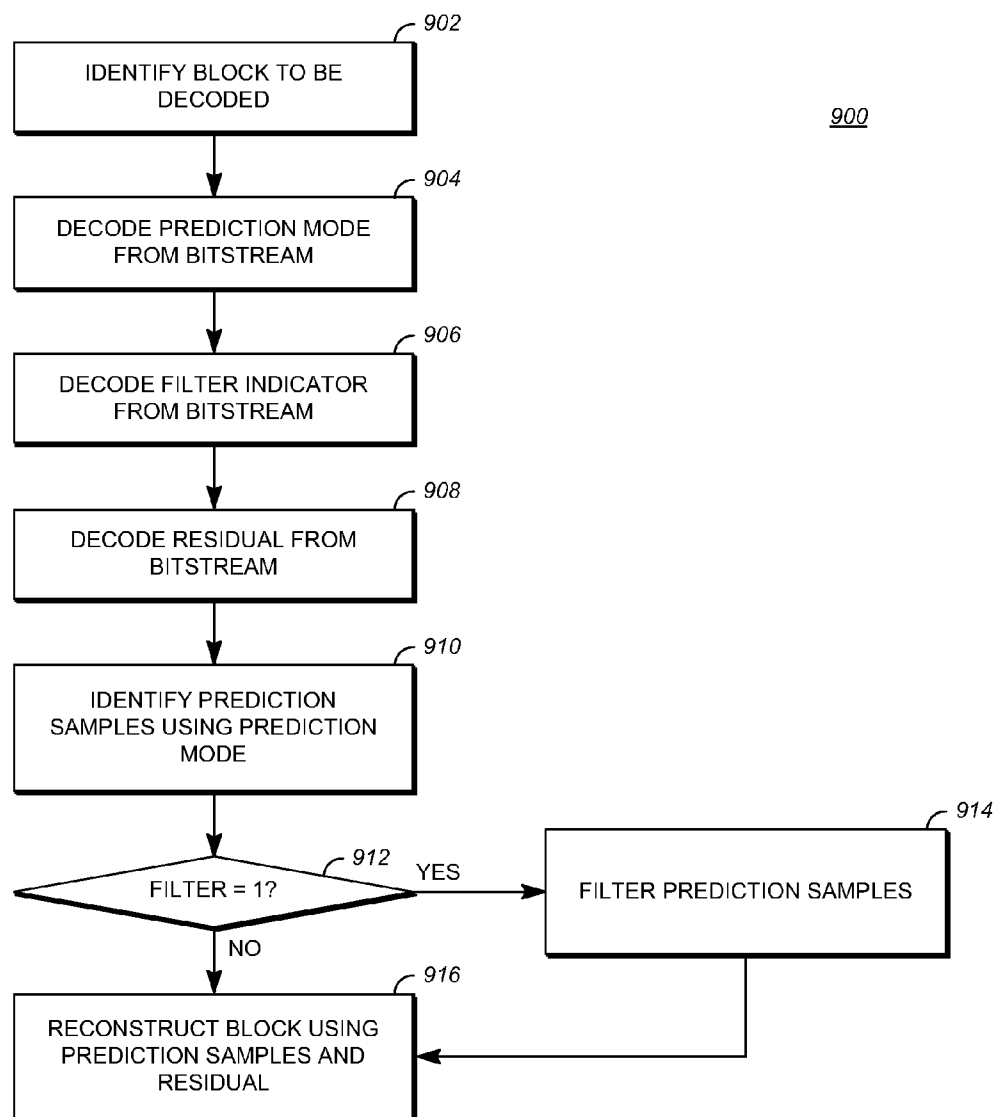 902
IDENTIFY BLOCK TO BE
DECODED
900
904
DECODE PREDICTION MODE
FROM BITSTREAM
906
DECODE FILTER INDICATOR
FROM BITSTREAM
908
DECODE RESIDUAL FROM
BITSTREAM
910
IDENTIFY PREDICTION
SAMPLES USING PREDICTION
MODE
912
FILTER = 1?
YES
914
FILTER PREDICTION SAMPLES
NO
916
RECONSTRUCT BLOCK USING
PREDICTION SAMPLES AND
RESIDUAL